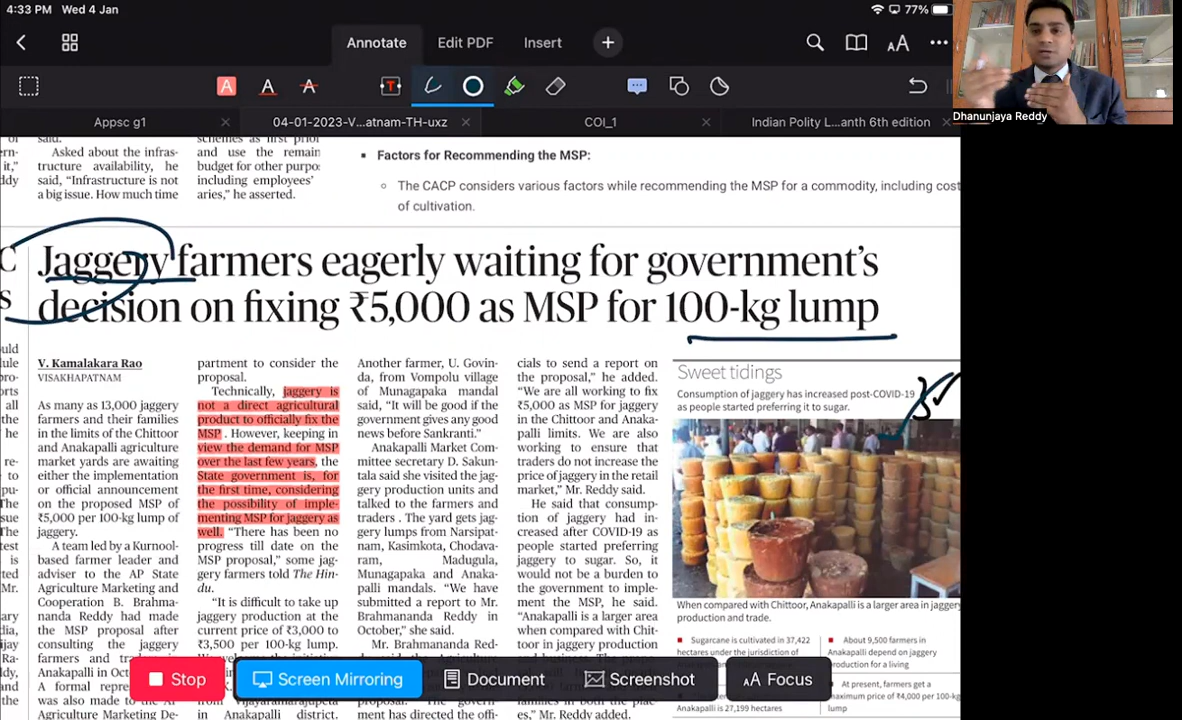 4:33 PM Wed 4 Jan
77%
Annotate
Edit PDF
Insert
Dhanunjaya Reddy
Appsc g1
04-01-2023-V...atnam-TH-uxz
COI_1
Indian Polity L...anth 6th edition
said.
Asked about the infras-
tructure availability, he
said, “Infrastructure is not
a big issue. How much time
and use the remain
budget for other purpo
including employees’
aries,” he asserted.
Factors for Recommending the MSP:
The CACP considers various factors while recommending the MSP for a commodity, including cost
of cultivation.
Jaggery farmers eagerly waiting for government’s
decision on fixing ₹5,000 as MSP for 100-kg lump
V. Kamalakara Rao
VISAKHAPATNAM
As many as 13,000 jaggery
farmers and their families
in the limits of the Chittoor
and Anakapalli agriculture
market yards are awaiting
either the implementation
or official announcement
on the proposed MSP of
₹5,000 per 100-kg lump of
jaggery.
A team led by a Kurnool-
based farmer leader and
adviser to the AP State
Agriculture Marketing and
Cooperation B. Brahma-
nanda Reddy had made
the MSP proposal after
consulting the jaggery
farmers and
Anakapalli in Oct
A formal repre
was also made to
Agriculture Marketing De-
partment to consider the
proposal.
Technically, jaggery is
not a direct agricultural
product to officially fix the
MSP . However, keeping in
view the demand for MSP
over the last few years, the
State government is, for
the first time, considering
the possibility of imple-
menting MSP for jaggery as
well. “There has been no
progress till date on the
MSP proposal,” some jag-
gery farmers told The Hin-
du.
“It is difficult to take up
jaggery production at the
current price of ₹3,000 to
₹3,500 per 100-kg lump.
in Anakapalli district.
Another farmer, U. Govin-
da, from Vompolu village
of Munagapaka mandal
said, “It will be good if the
government gives any good
news before Sankranti.”
Anakapalli Market Com-
mittee secretary D. Sakun-
tala said she visited the jag-
gery production units and
talked to the farmers and
traders . The yard gets jag-
gery lumps from Narsipat-
nam, Kasimkota, Chodava-
ram, Madugula,
Munagapaka and Anaka-
palli mandals. “We have
submitted a report to Mr.
Brahmananda Reddy in
October,” she said.
Mr. Brahmananda Red-
ment has directed the offi-
cials to send a report on
the proposal,” he added.
“We are all working to fix
₹5,000 as MSP for jaggery
in the Chittoor and Anaka-
palli limits. We are also
working to ensure that
traders do not increase the
price of jaggery in the retail
market,” Mr. Reddy said.
He said that consump-
tion of jaggery had in-
creased after COVID-19 as
people started preferring
jaggery to sugar. So, it
would not be a burden to
the government to imple-
ment the MSP, he said.
“Anakapalli is a larger area
when compared with Chit-
toor in jaggery production
es,” Mr. Reddy added.
Sweet tidings
Consumption of jaggery has increased post-COVID-19
as people started preferring it to sugar.
When compared with Chittoor, Anakapalli is a larger area in jaggery
production and trade.
Sugarcane is cultivated in 37,422
hectares under the jurisdiction of
Anakapalli is 27,199 hectares
About 9,500 farmers in
Anakapalli depend on jaggery
production for a living
At present, farmers get a
maximum price of ₹4,000 per 100-kg
lump
Stop
Screen Mirroring
Document
Screenshot
AA Focus